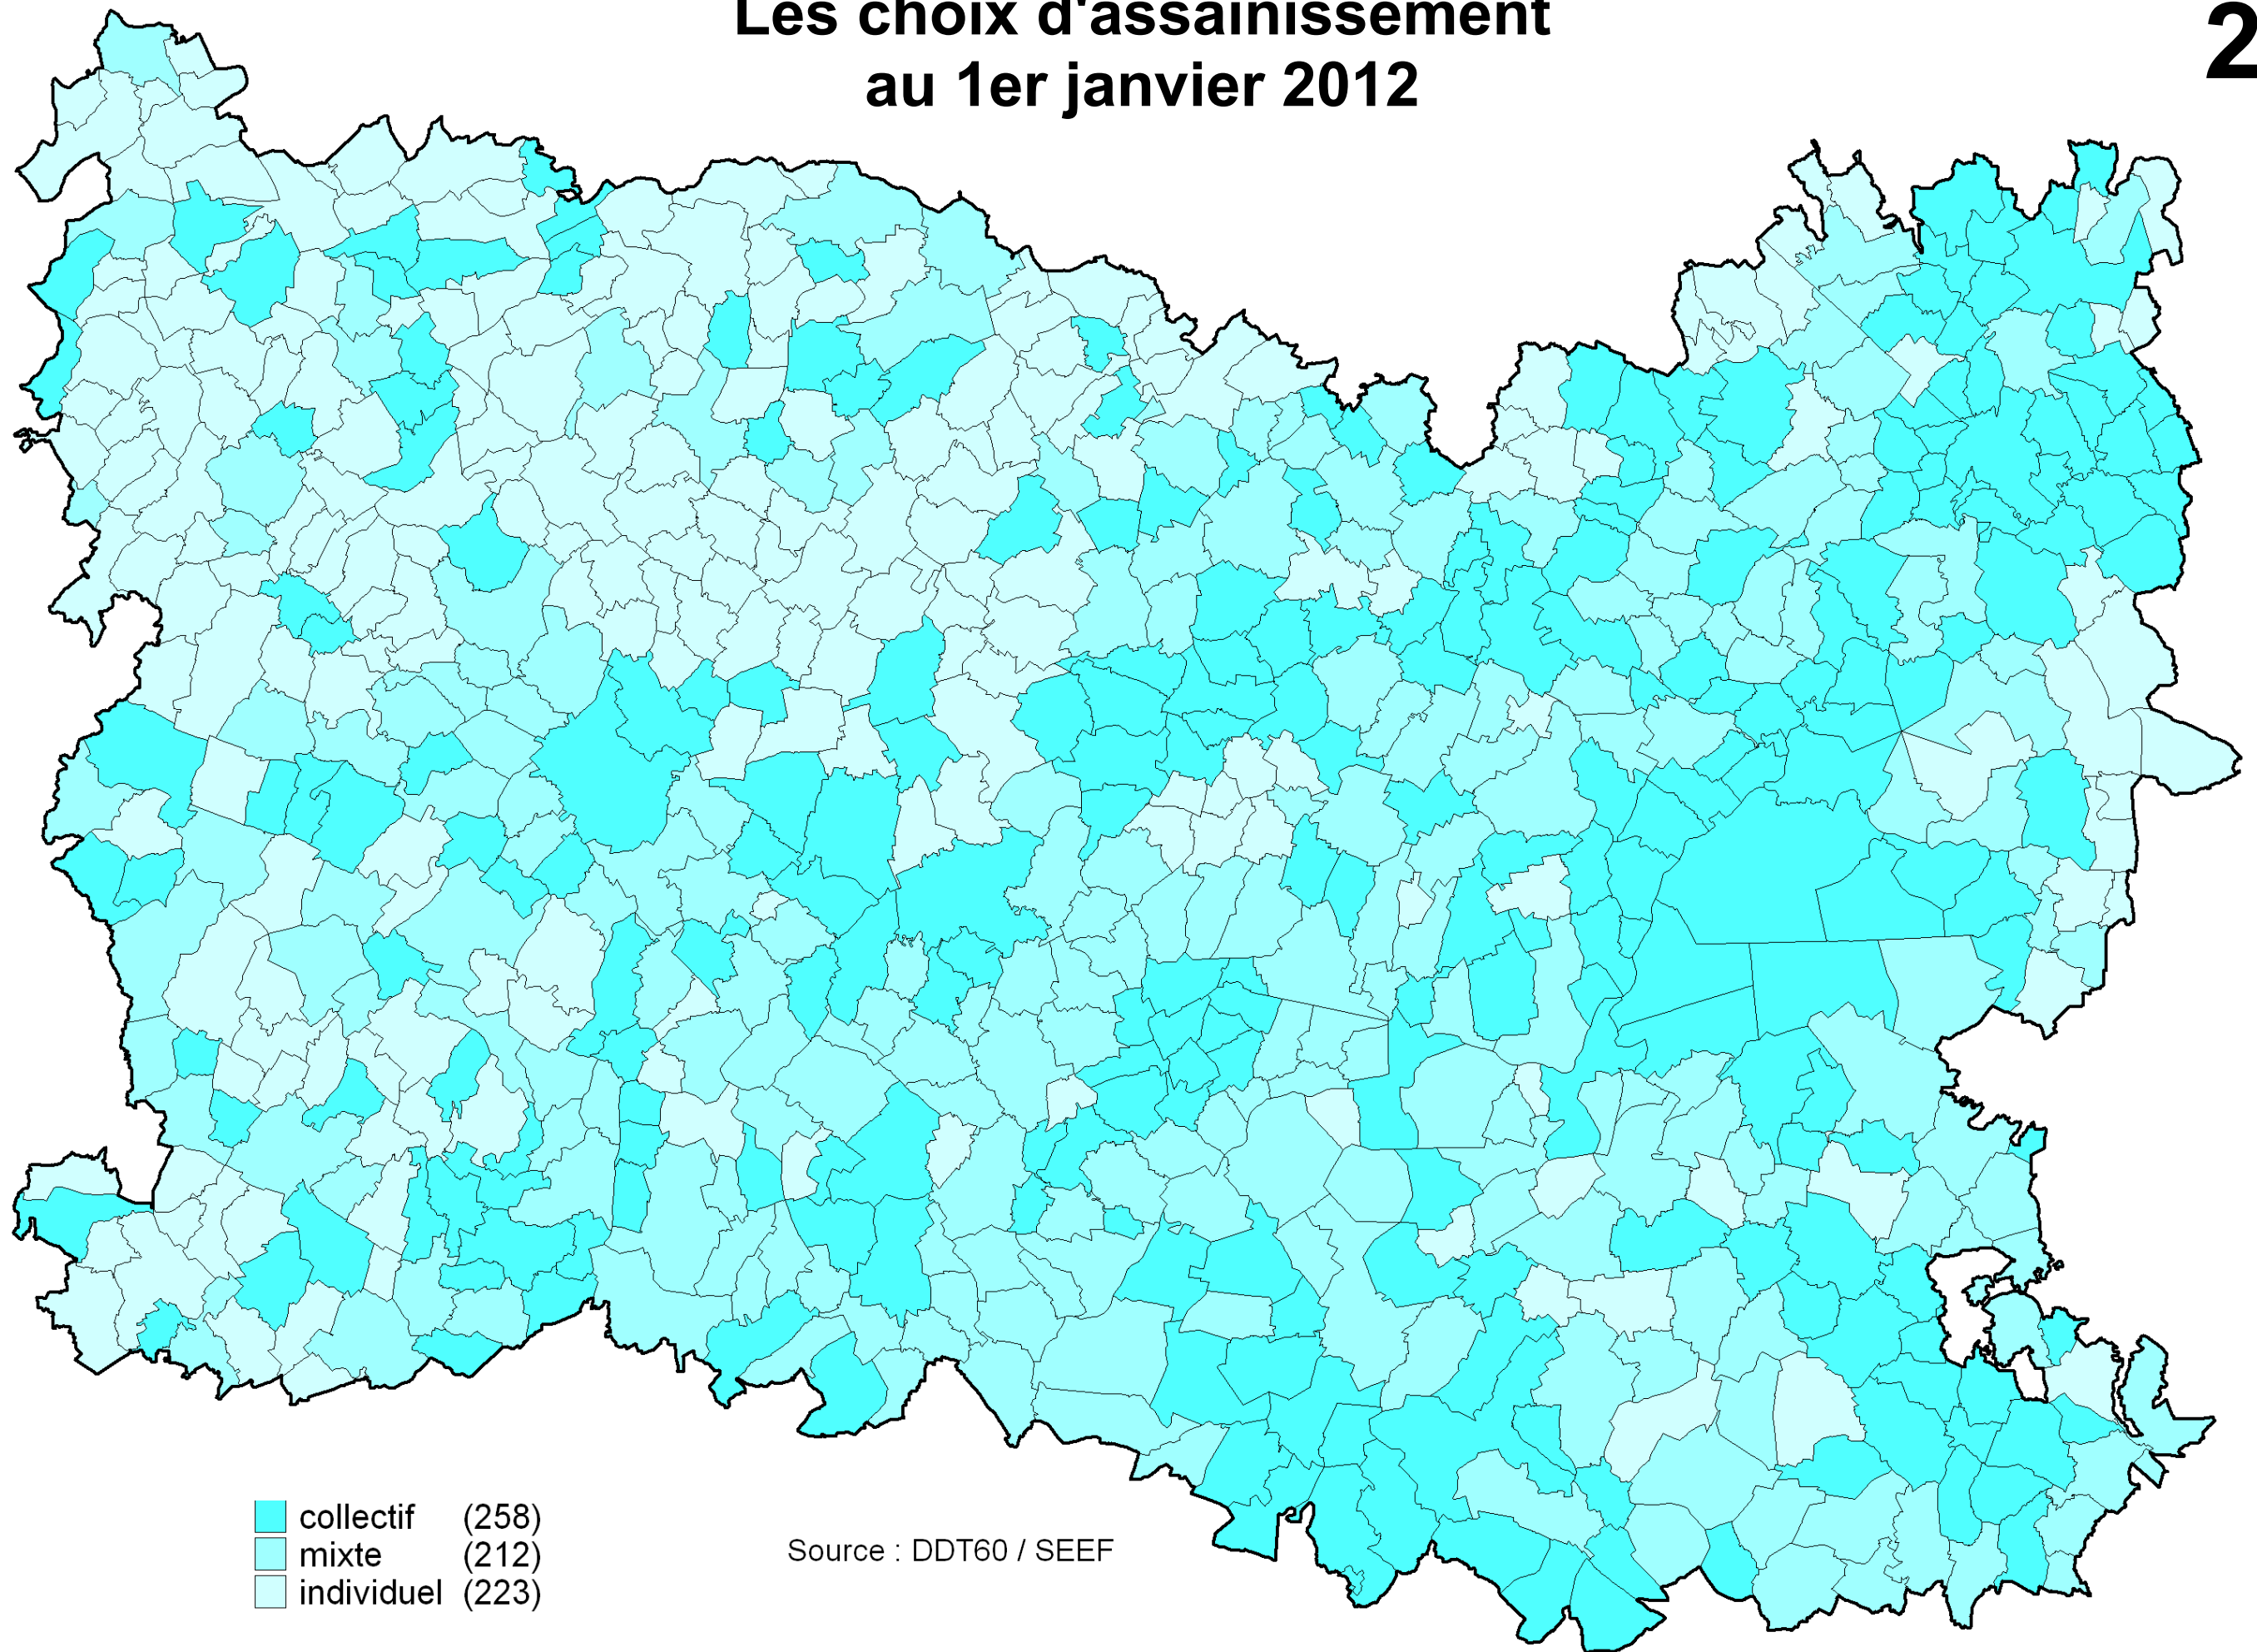 Les choix d'assainissement
2
au 1er janvier 2012
collectif (258)
mixte (212)
individuel (223)
Source : DDT60 / SEEF